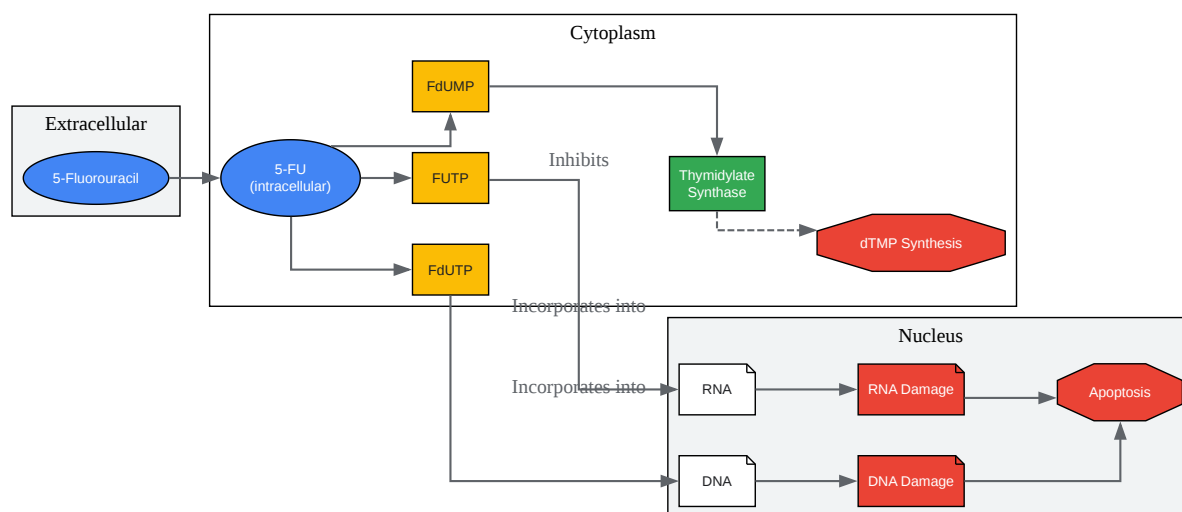 Cytoplasm
Extracellular
5-Fluorouracil
5-FU
(intracellular)
FdUMP
FUTP
FdUTP
Inhibits
Thymidylate
Synthase
dTMP Synthesis
Incorporates into
Incorporates into
Nucleus
RNA
RNA Damage
Apoptosis
DNA
DNA Damage